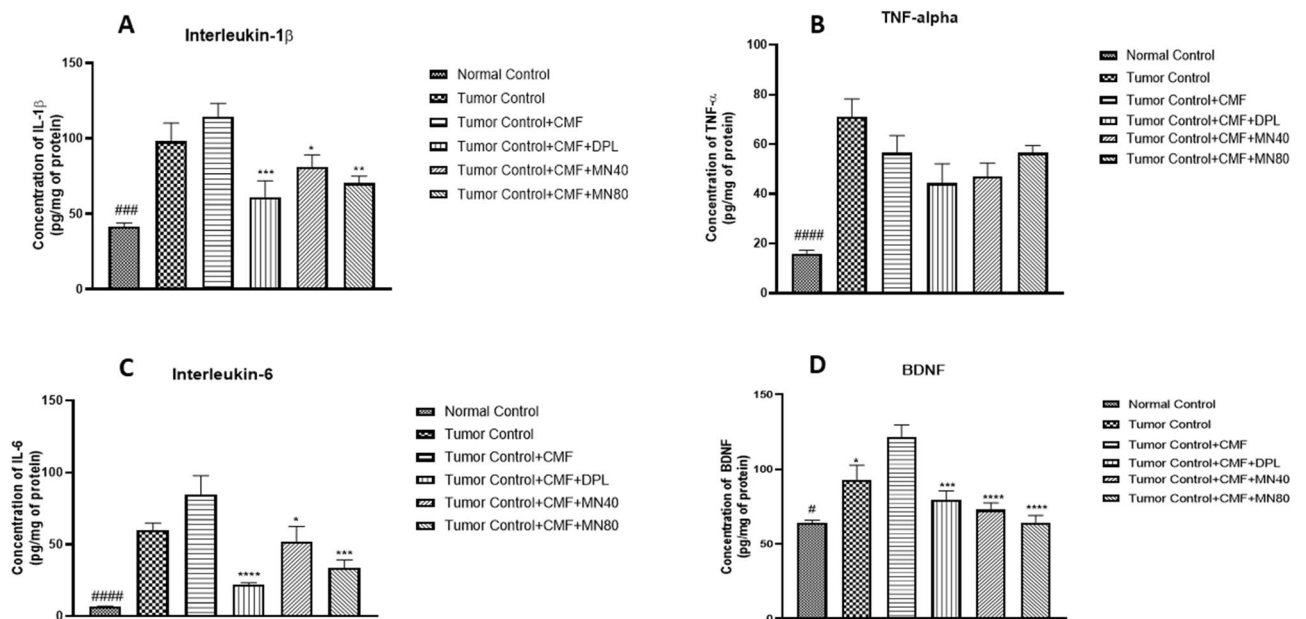 A
Interleukin-1β
Concentration of IL-1β
(pg/mg of protein)
150
100
50
0
###
***
*
**
Normal Control
Tumor Control
Tumor Control+CMF
Tumor Control+CMF+DPL
Tumor Control+CMF+MN40
Tumor Control+CMF+MN80
B
TNF-alpha
Concentration of TNF-α
(pg/mg of protein)
100
80
60
40
20
0
####
Normal Control
Tumor Control
Tumor Control+CMF
Tumor Control+CMF+DPL
Tumor Control+CMF+MN40
Tumor Control+CMF+MN80
C
Interleukin-6
Concentration of IL-6
(pg/mg of protein)
150
100
50
0
####
****
*
***
Normal Control
Tumor Control
Tumor Control+CMF
Tumor Control+CMF+DPL
Tumor Control+CMF+MN40
Tumor Control+CMF+MN80
D
BDNF
Concentration of BDNF
(pg/mg of protein)
150
100
50
0
#
*
***
****
****
Normal Control
Tumor Control
Tumor Control+CMF
Tumor Control+CMF+DPL
Tumor Control+CMF+MN40
Tumor Control+CMF+MN80